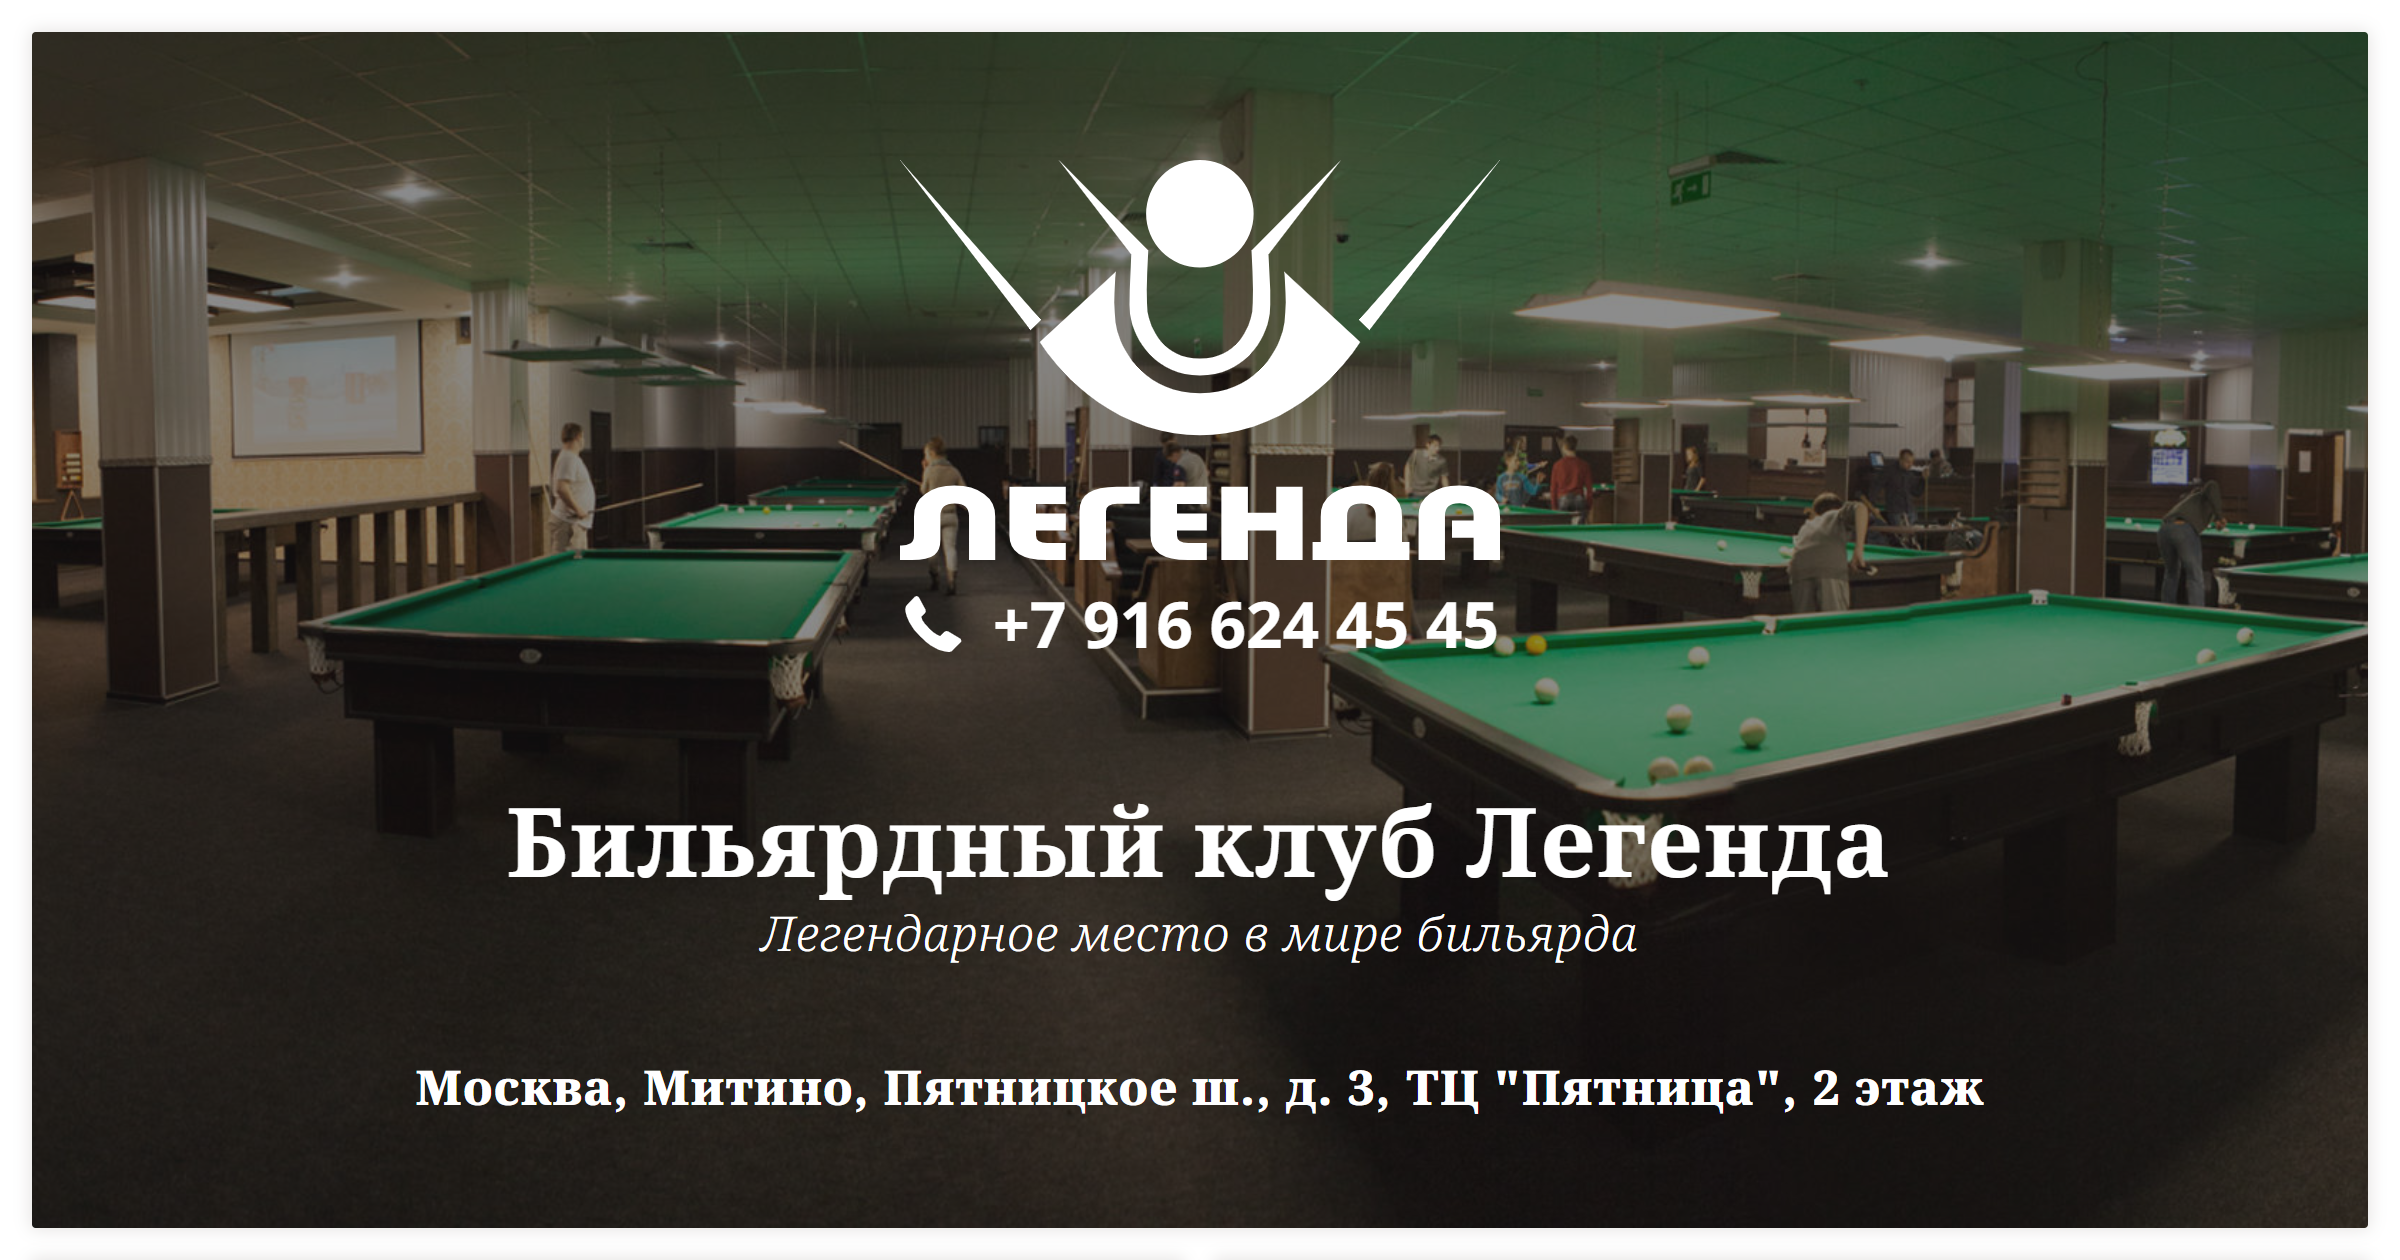 ЛЕГЕНДА
+7 916 624 45 45
Бильярдный клуб Легенда
Легендарное место в мире бильярда
Москва, Митино, Пятницкое ш., д. 3, ТЦ "Пятница", 2 этаж